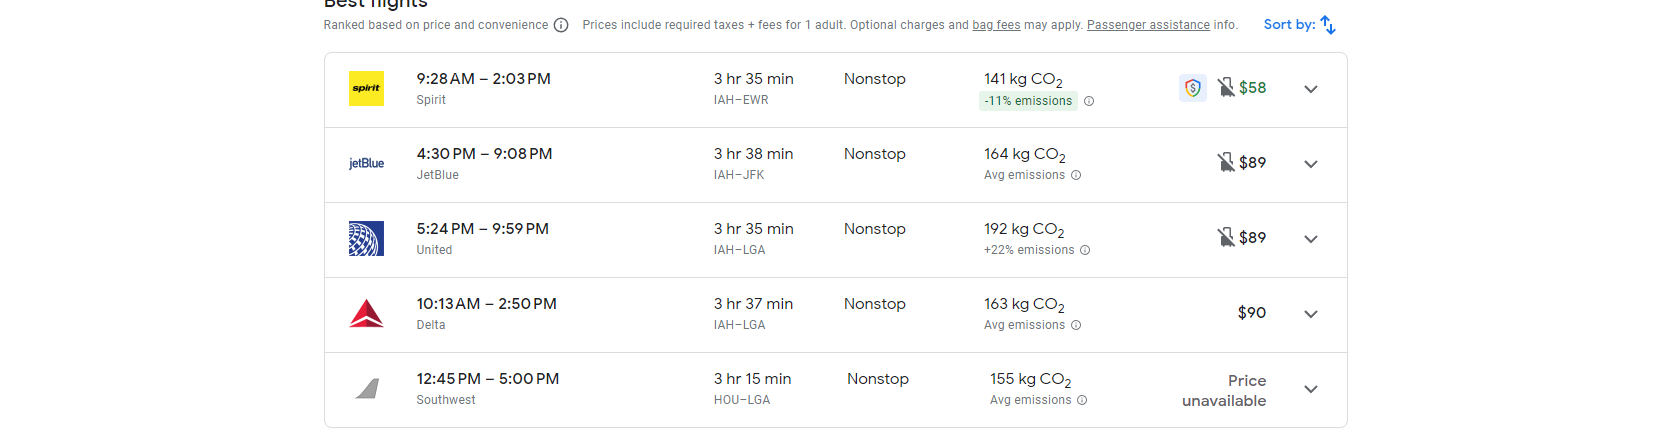 Best flights
Ranked based on price and convenience Prices include required taxes + fees for 1 adult. Optional charges and bag fees may apply. Passenger assistance info. Sort by:
spirit 9:28 AM – 2:03 PM 3 hr 35 min Nonstop 141 kg CO2 $58
Spirit IAH–EWR -11% emissions
jetBlue 4:30 PM – 9:08 PM 3 hr 38 min Nonstop 164 kg CO2 $89
JetBlue IAH–JFK Avg emissions
5:24 PM – 9:59 PM 3 hr 35 min Nonstop 192 kg CO2 $89
United IAH–LGA +22% emissions
10:13 AM – 2:50 PM 3 hr 37 min Nonstop 163 kg CO2 $90
Delta IAH–LGA Avg emissions
12:45 PM – 5:00 PM 3 hr 15 min Nonstop 155 kg CO2 Price
Southwest HOU–LGA Avg emissions unavailable